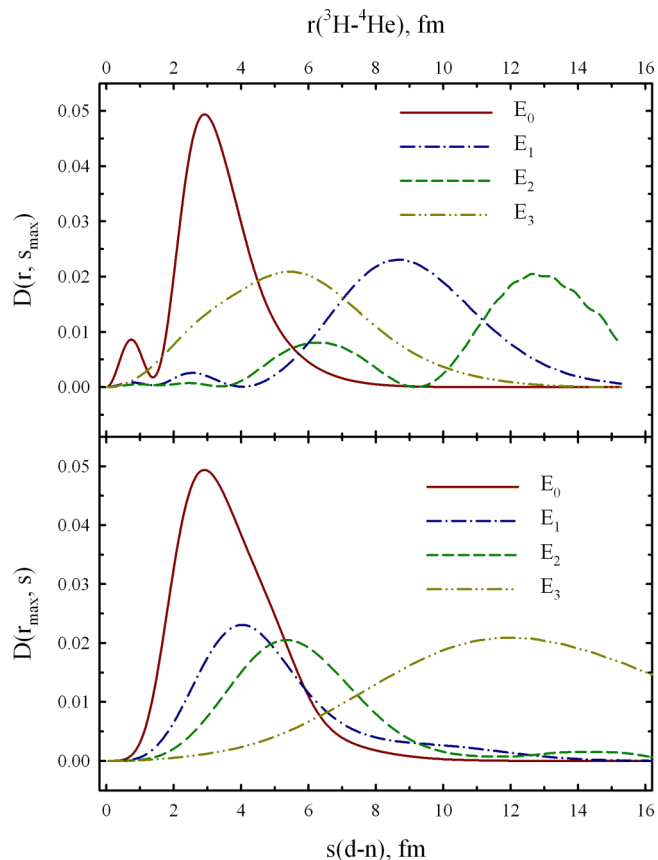 r(³H-⁴He), fm
0 2 4 6 8 10 12 14 16
D(r, s_max)
0.05
0.04
0.03
0.02
0.01
0.00
E₀
E₁
E₂
E₃
D(r_max, s)
0.05
0.04
0.03
0.02
0.01
0.00
E₀
E₁
E₂
E₃
0 2 4 6 8 10 12 14 16
s(d-n), fm